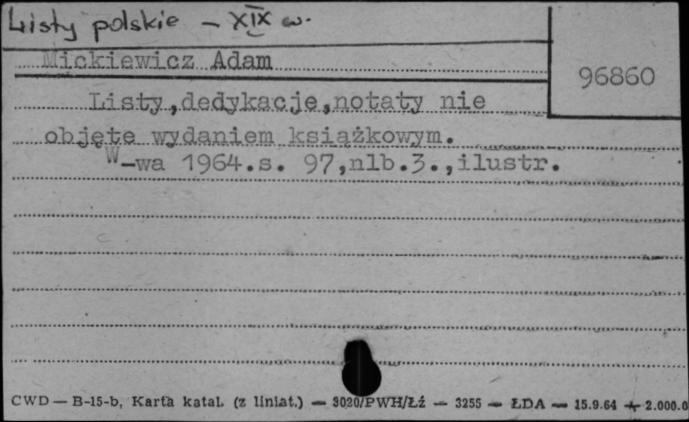 Listy polskie – XIX w.
Mickiewicz Adam
96860
Listy,dedykacje,notaty nie
objęte wydaniem książkowym.
W-wa 1964.s. 97,nlb.3.,ilustr.
CWD — B-15-b, Karta katal. (z liniat.) — 3020/PWH/Łź — 3255 — ŁDA — 15.9.64 — 2.000.0